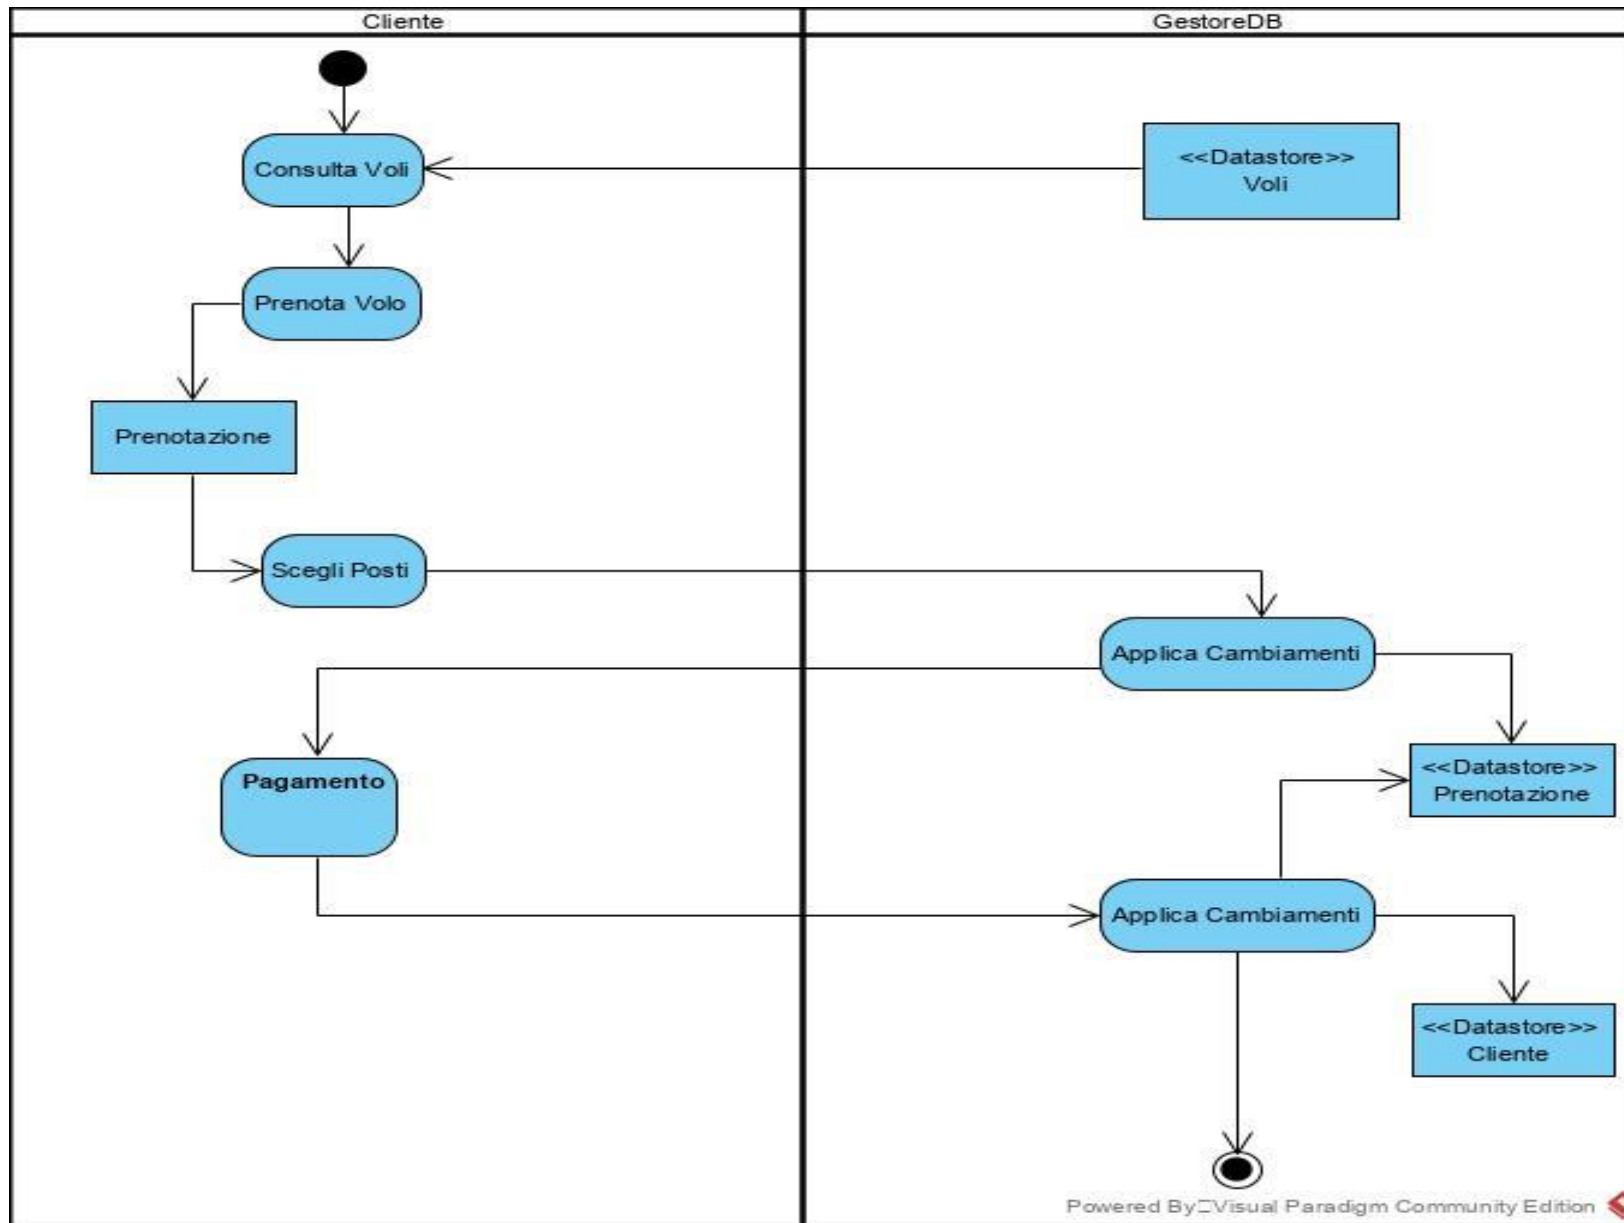 Cliente
GestoreDB
Consulta Voli
<<Datastore>>
Voli
Prenota Volo
Prenotazione
Scegli Posti
Applica Cambiamenti
Pagamento
<<Datastore>>
Prenotazione
Applica Cambiamenti
<<Datastore>>
Cliente
Powered By□Visual Paradigm Community Edition